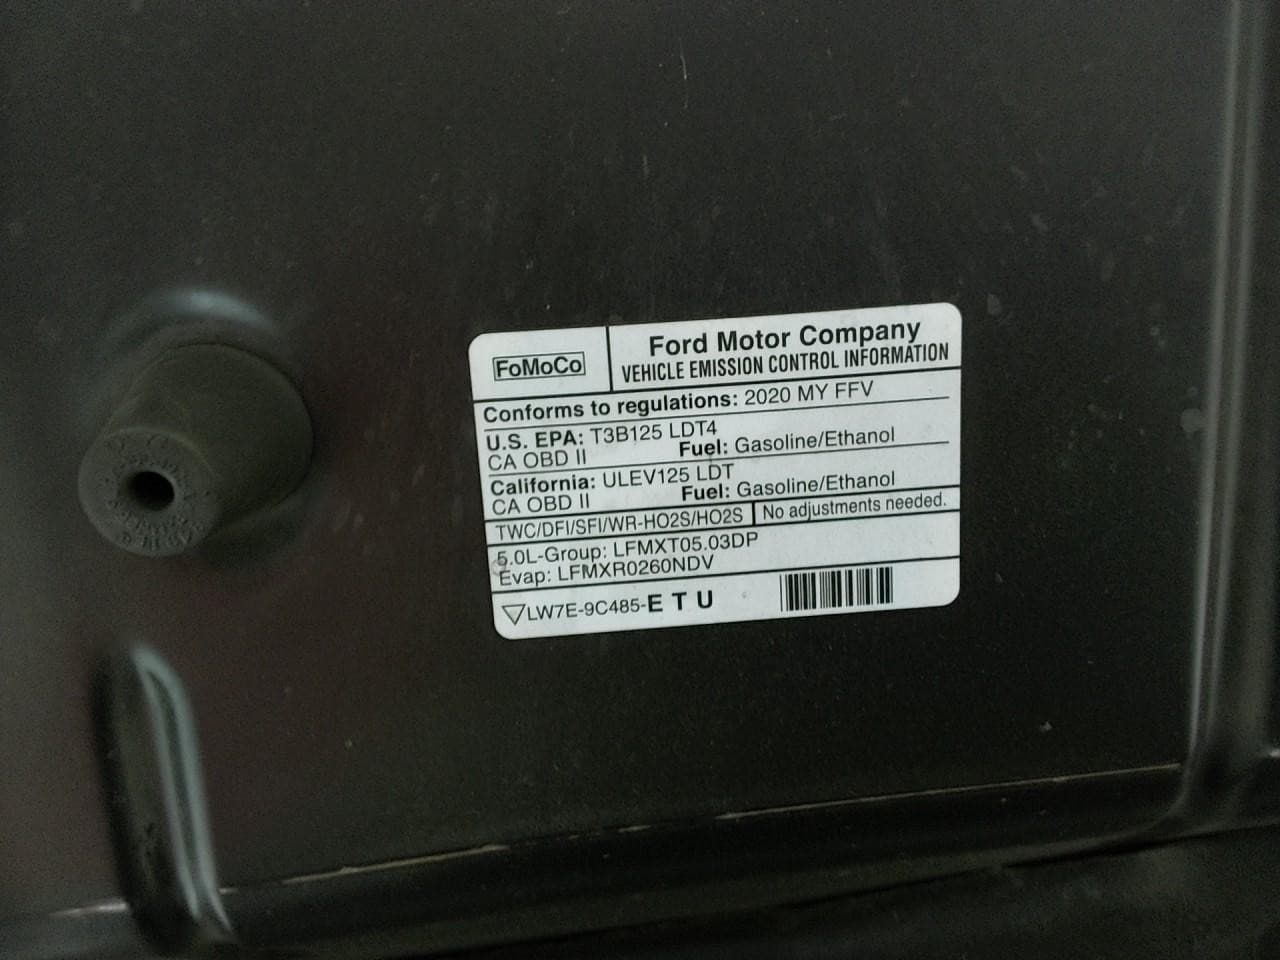 FoMoCo
Ford Motor Company
VEHICLE EMISSION CONTROL INFORMATION
Conforms to regulations: 2020 MY FFV
U.S. EPA: T3B125 LDT4
CA OBD II Fuel: Gasoline/Ethanol
California: ULEV125 LDT
CA OBD II Fuel: Gasoline/Ethanol
TWC/DFI/SFI/WR-HO2S/HO2S No adjustments needed.
5.0L-Group: LFMXT05.03DP
Evap: LFMXR0260NDV
LW7E-9C485-E T U